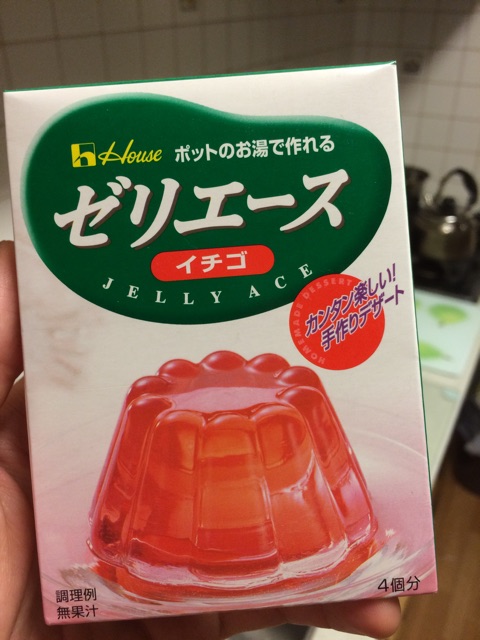 House ポットのお湯で作れる
ゼリエース
イチゴ
JELLY ACE
HOMEMADE DESSERT
カンタン楽しい!
手作りデザート
調理例
無果汁
4個分